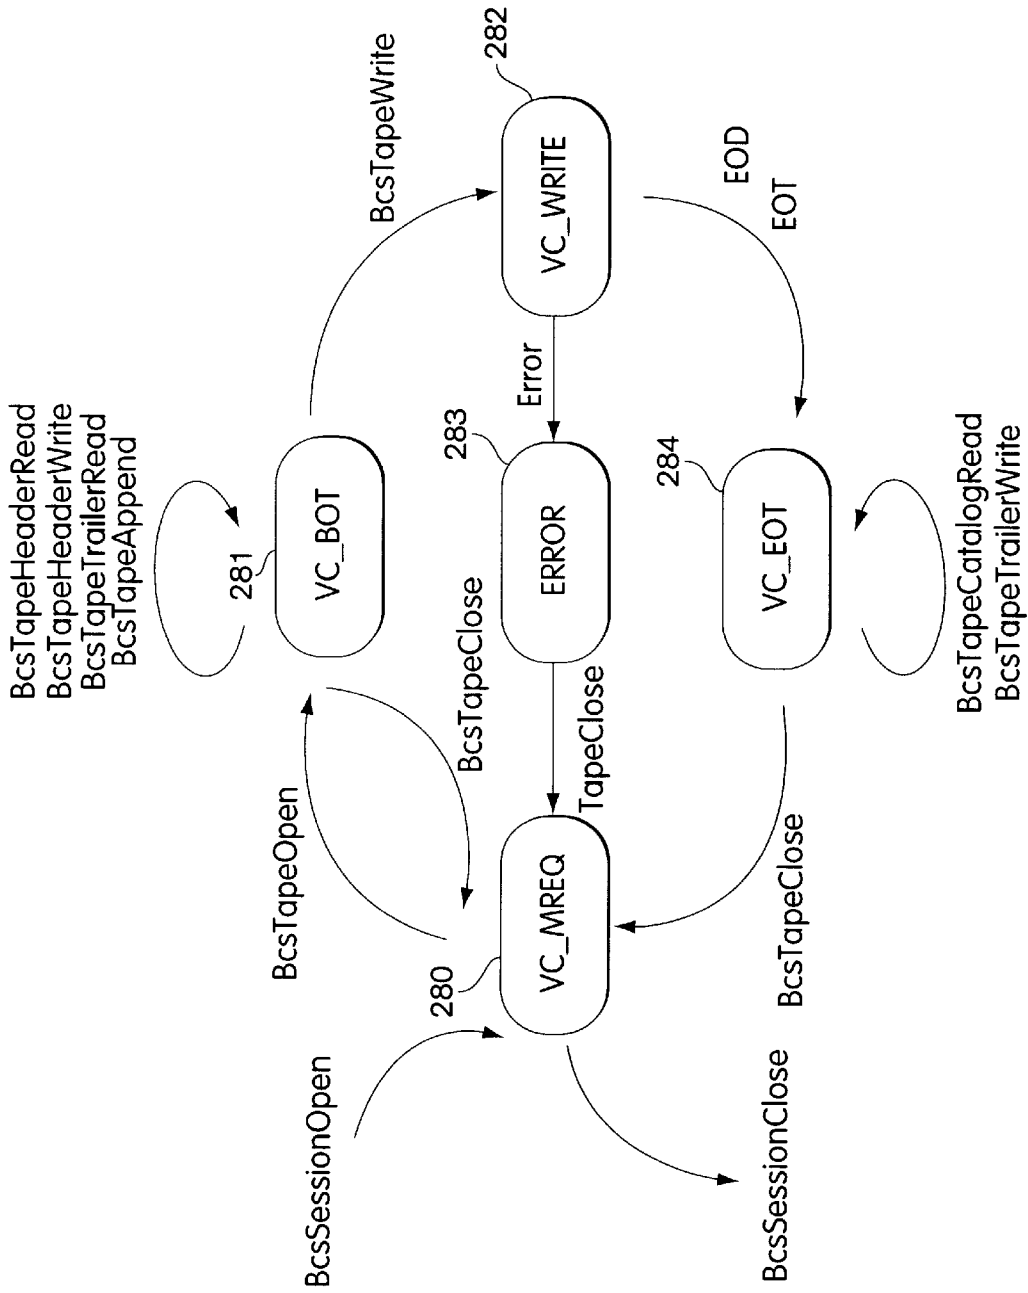 BcsTapeHeaderRead
BcsTapeHeaderWrite
BcsTapeTrailerRead
BcsTapeAppend
281
VC_BOT
BcsTapeOpen
BcsTapeWrite
BcsSessionOpen
280
VC_MREQ
BcsTapeClose
TapeClose
283
ERROR
Error
282
VC_WRITE
EOD
EOT
284
VC_EOT
BcsTapeClose
BcsSessionClose
BcsTapeCatalogRead
BcsTapeTrailerWrite